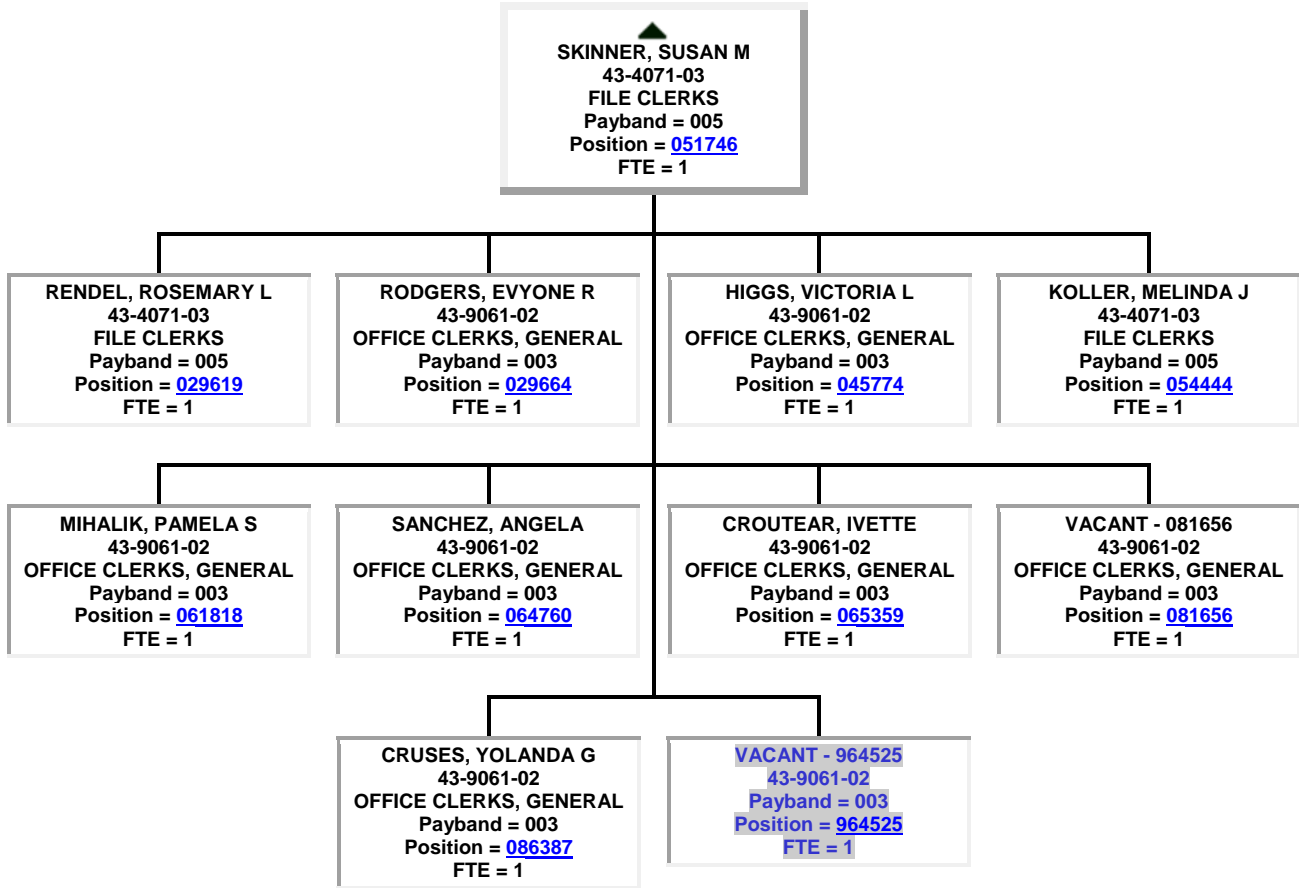 SKINNER, SUSAN M
43-4071-03
FILE CLERKS
Payband = 005
Position = 051746
FTE = 1
RENDEL, ROSEMARY L
43-4071-03
FILE CLERKS
Payband = 005
Position = 029619
FTE = 1
RODGERS, EVYONE R
43-9061-02
OFFICE CLERKS, GENERAL
Payband = 003
Position = 029664
FTE = 1
HIGGS, VICTORIA L
43-9061-02
OFFICE CLERKS, GENERAL
Payband = 003
Position = 045774
FTE = 1
KOLLER, MELINDA J
43-4071-03
FILE CLERKS
Payband = 005
Position = 054444
FTE = 1
MIHALIK, PAMELA S
43-9061-02
OFFICE CLERKS, GENERAL
Payband = 003
Position = 061818
FTE = 1
SANCHEZ, ANGELA
43-9061-02
OFFICE CLERKS, GENERAL
Payband = 003
Position = 064760
FTE = 1
CROUTEAR, IVETTE
43-9061-02
OFFICE CLERKS, GENERAL
Payband = 003
Position = 065359
FTE = 1
VACANT - 081656
43-9061-02
OFFICE CLERKS, GENERAL
Payband = 003
Position = 081656
FTE = 1
CRUSES, YOLANDA G
43-9061-02
OFFICE CLERKS, GENERAL
Payband = 003
Position = 086387
FTE = 1
VACANT - 964525
43-9061-02
Payband = 003
Position = 964525
FTE = 1